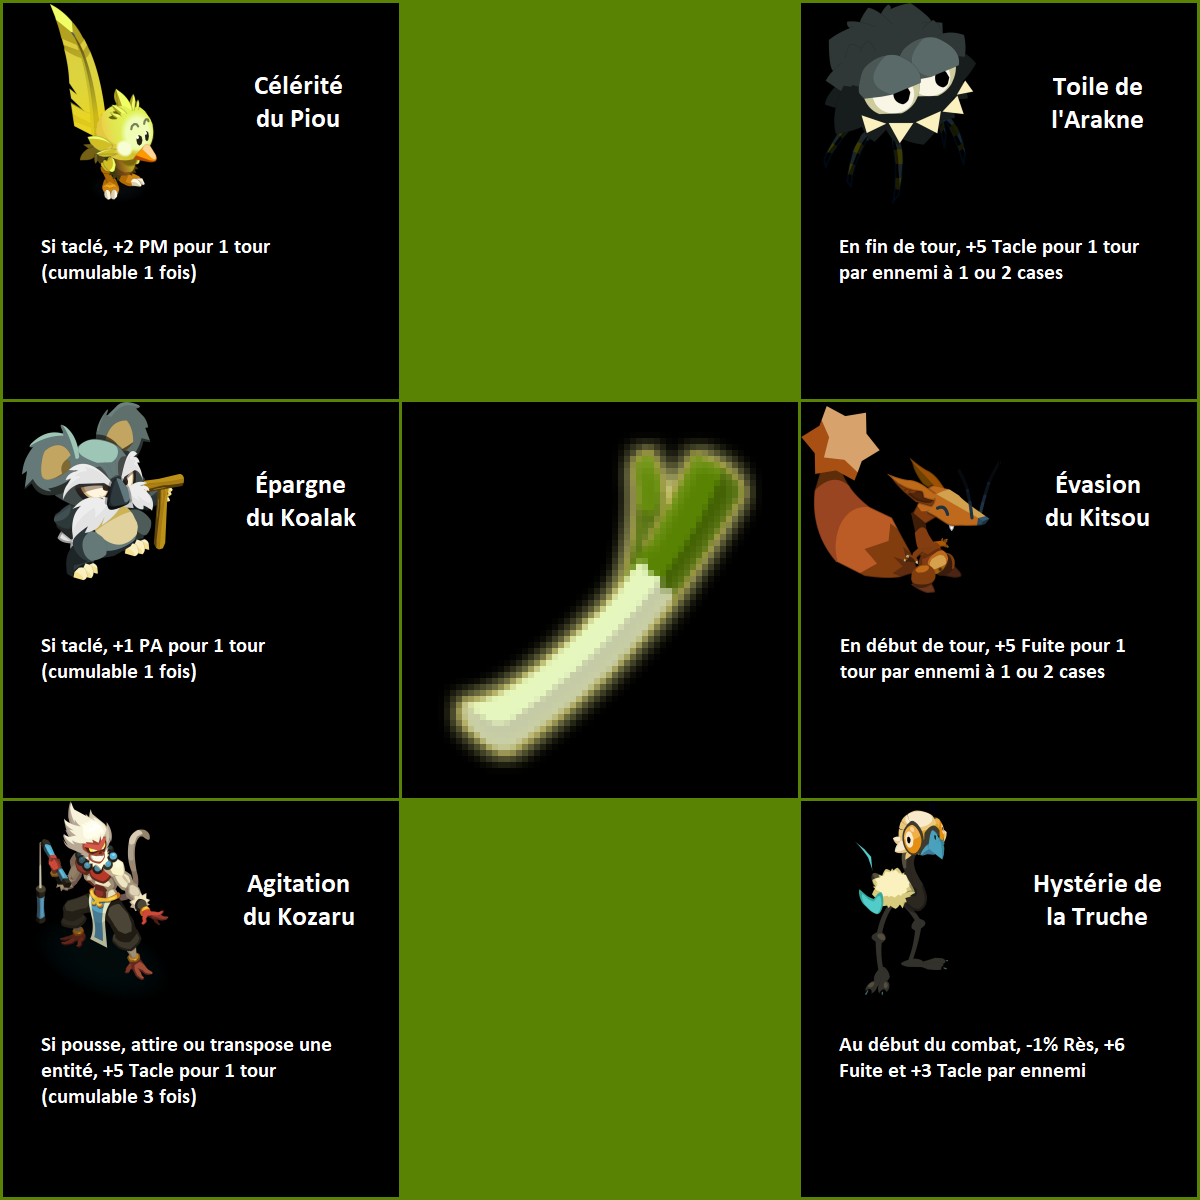 Célérité
du Piou
Si taclé, +2 PM pour 1 tour
(cumulable 1 fois)
Toile de
l'Arakne
En fin de tour, +5 Tacle pour 1 tour
par ennemi à 1 ou 2 cases
Épargne
du Koalak
Si taclé, +1 PA pour 1 tour
(cumulable 1 fois)
Évasion
du Kitsou
En début de tour, +5 Fuite pour 1
tour par ennemi à 1 ou 2 cases
Agitation
du Kozaru
Si pousse, attire ou transpose une
entité, +5 Tacle pour 1 tour
(cumulable 3 fois)
Hystérie de
la Truche
Au début du combat, -1% Rès, +6
Fuite et +3 Tacle par ennemi